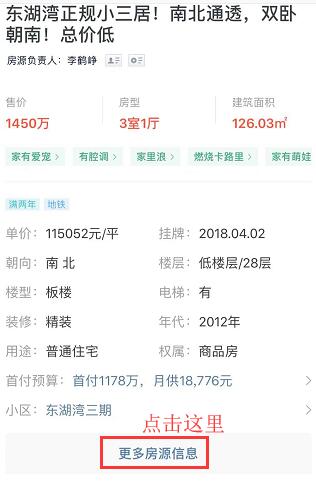 东湖湾正规小三居！南北通透，双卧
朝南！总价低
房源负责人：李鹤峥
售价 房型 建筑面积
1450万 3室1厅 126.03㎡
家有爱宠 > 有腔调 > 家里浪 > 燃烧卡路里 > 家有萌娃
满两年 地铁
单价：115052元/平 挂牌：2018.04.02
朝向：南 北 楼层：低楼层/28层
楼型：板楼 电梯：有
装修：精装 年代：2012年
用途：普通住宅 权属：商品房
首付预算：首付1178万，月供18,776元 >
小区：东湖湾三期 >
点击这里
更多房源信息